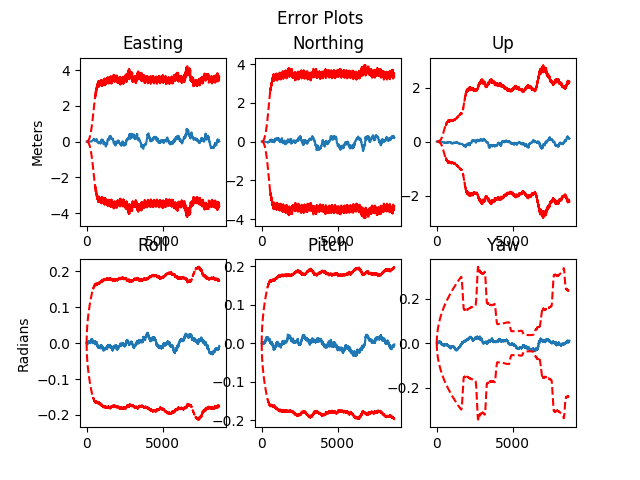 Error Plots
Easting Northing Up
4 2 0 −2 −4
4 2 0 −2 −4
2 0 −2
Meters
0 5000 0 5000 0 5000
Roll Pitch Yaw
0.2 0.1 0.0 −0.1 −0.2
0.2 0.1 0.0 −0.1 −0.2
0.2 0.0 −0.2
Radians
0 5000 0 5000 0 5000